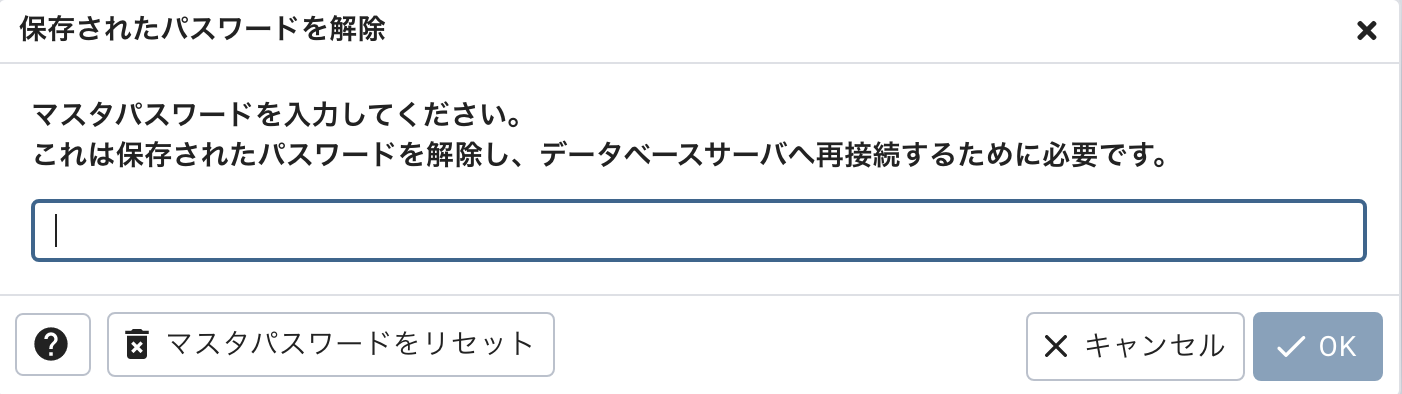 保存されたパスワードを解除
マスタパスワードを入力してください。
これは保存されたパスワードを解除し、データベースサーバへ再接続するために必要です。
マスタパスワードをリセット
キャンセル
OK